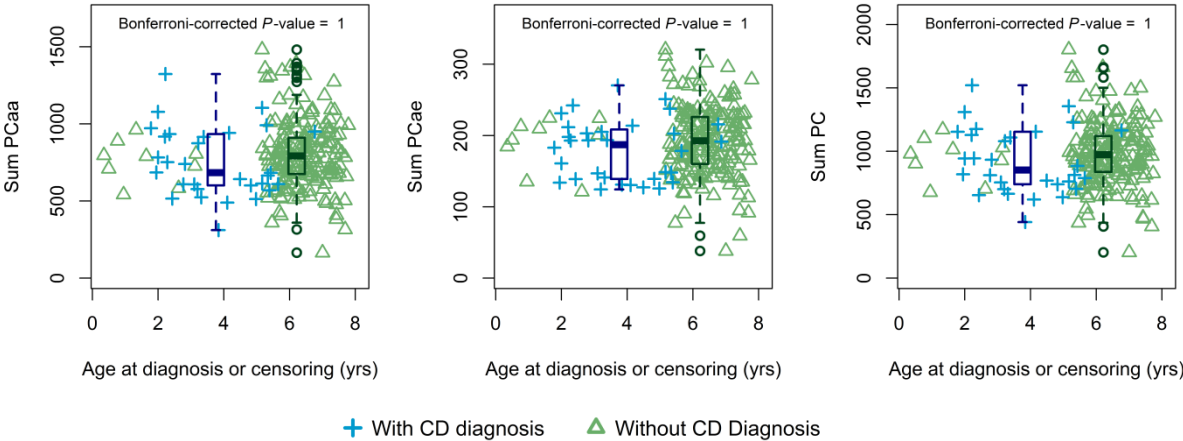 Bonferroni-corrected P-value = 1
Sum PCaa
1500
1000
500
0
0 2 4 6 8
Age at diagnosis or censoring (yrs)
Bonferroni-corrected P-value = 1
Sum PCae
300
200
100
0
0 2 4 6 8
Age at diagnosis or censoring (yrs)
Bonferroni-corrected P-value = 1
Sum PC
2000
1500
1000
500
0
0 2 4 6 8
Age at diagnosis or censoring (yrs)
With CD diagnosis Without CD Diagnosis